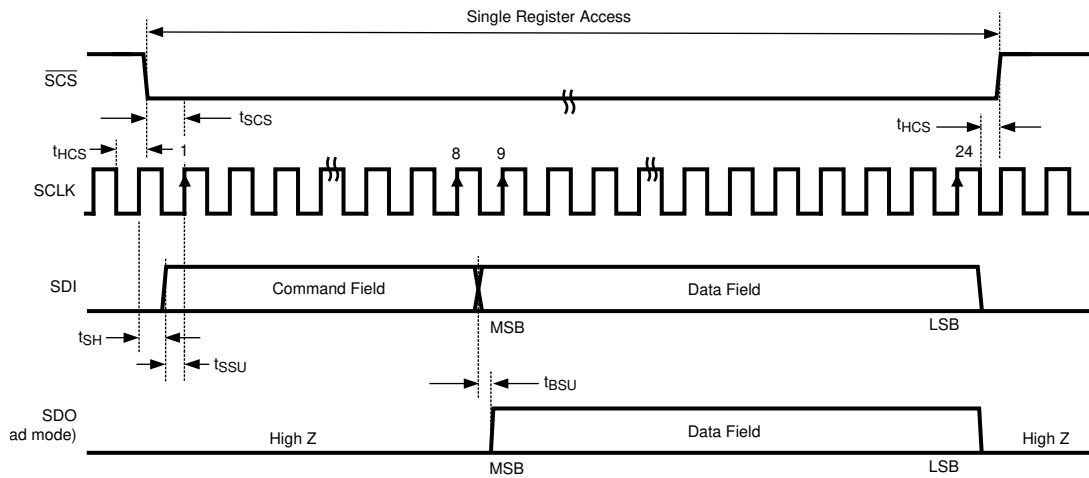 Single Register Access
SCS
tSCS
tHCS
tHCS
1
8
9
24
SCLK
SDI
Command Field
Data Field
MSB
LSB
tSH
tSSU
tBSU
SDO
ad mode)
High Z
Data Field
High Z
MSB
LSB